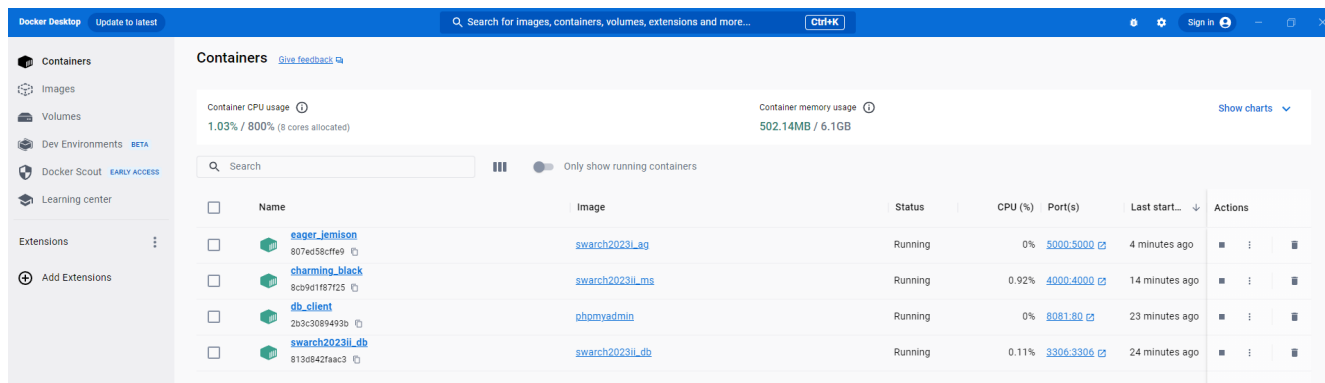 Docker Desktop Update to latest Search for images, containers, volumes, extensions and more... Ctrl+K Sign in
Containers
Images
Volumes
Dev Environments BETA
Docker Scout EARLY ACCESS
Learning center
Extensions
Add Extensions
Containers Give feedback
Container CPU usage
1.03% / 800% (8 cores allocated)
Container memory usage
502.14MB / 6.1GB
Show charts
Search
Only show running containers
Name Image Status CPU (%) Port(s) Last start... Actions
eager_jemison
807ed58cffe9
swarch2023i_ag Running 0% 5000:5000 4 minutes ago
charming_black
8cb9d1f87f25
swarch2023ii_ms Running 0.92% 4000:4000 14 minutes ago
db_client
2b3c3089493b
phpmyadmin Running 0% 8081:80 23 minutes ago
swarch2023ii_db
813d842faac3
swarch2023ii_db Running 0.11% 3306:3306 24 minutes ago